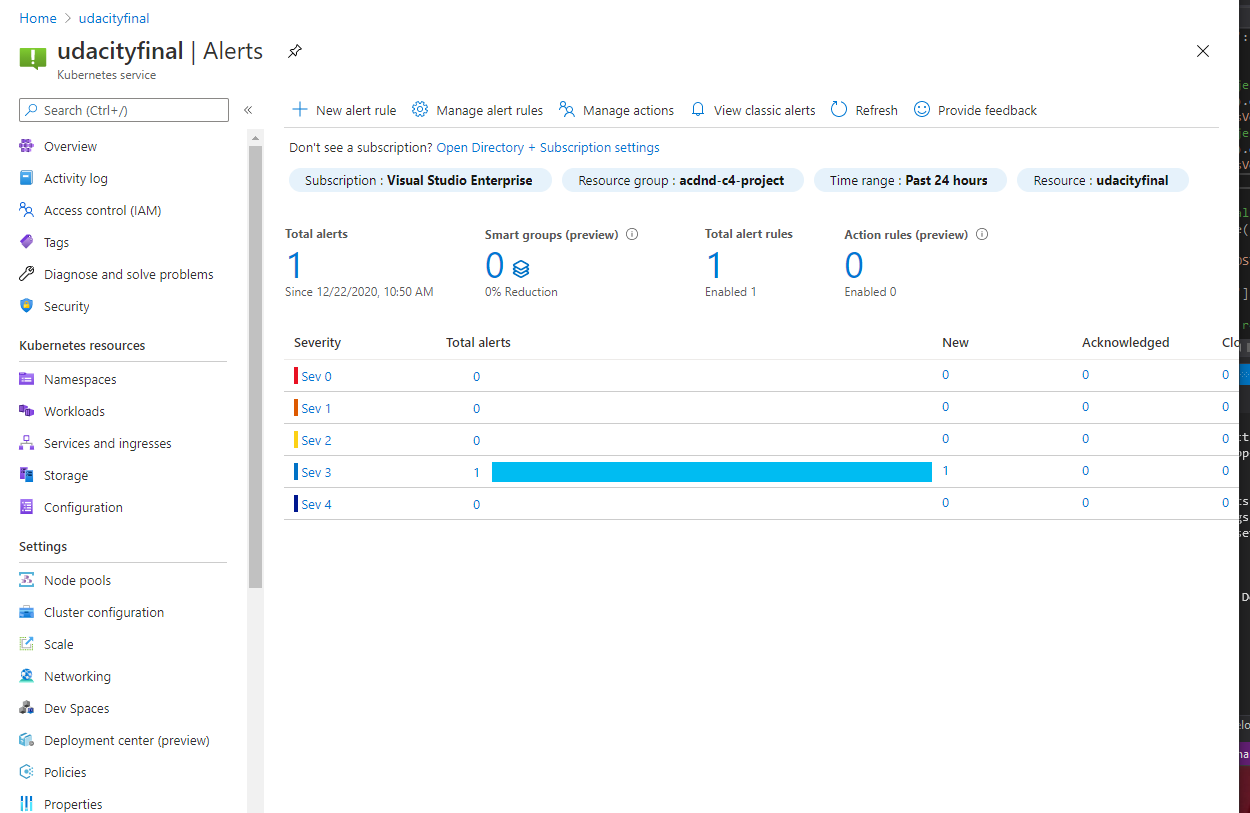 Home > udacityfinal
udacityfinal | Alerts
Kubernetes service
Search (Ctrl+/)
«
Overview
Activity log
Access control (IAM)
Tags
Diagnose and solve problems
Security
Kubernetes resources
Namespaces
Workloads
Services and ingresses
Storage
Configuration
Settings
Node pools
Cluster configuration
Scale
Networking
Dev Spaces
Deployment center (preview)
Policies
Properties
New alert rule Manage alert rules Manage actions View classic alerts Refresh Provide feedback
Don't see a subscription? Open Directory + Subscription settings
Subscription : Visual Studio Enterprise Resource group : acdnd-c4-project Time range : Past 24 hours Resource : udacityfinal
Total alerts Smart groups (preview) Total alert rules Action rules (preview)
1 0 1 0
Since 12/22/2020, 10:50 AM 0% Reduction Enabled 1 Enabled 0
Severity Total alerts New Acknowledged Clo
Sev 0 0 0 0 0
Sev 1 0 0 0 0
Sev 2 0 0 0 0
Sev 3 1 1 0 0
Sev 4 0 0 0 0